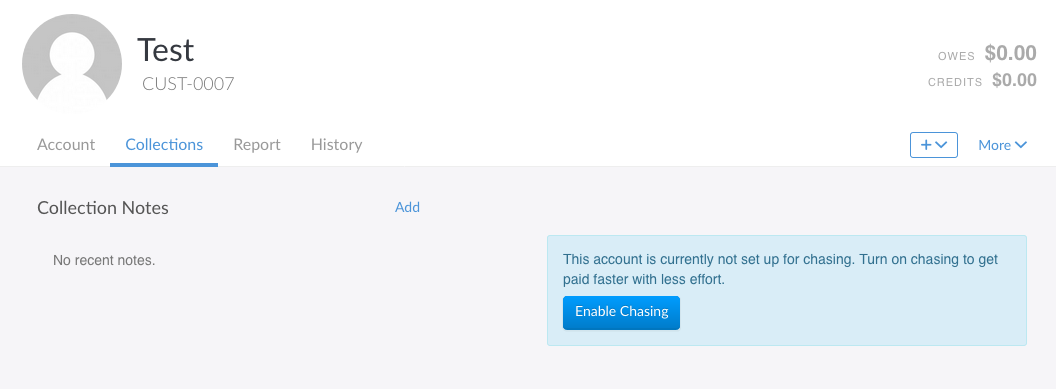 Test
CUST-0007
OWES $0.00
CREDITS $0.00
Account Collections Report History
+ More
Collection Notes Add
No recent notes.
This account is currently not set up for chasing. Turn on chasing to get
paid faster with less effort.
Enable Chasing